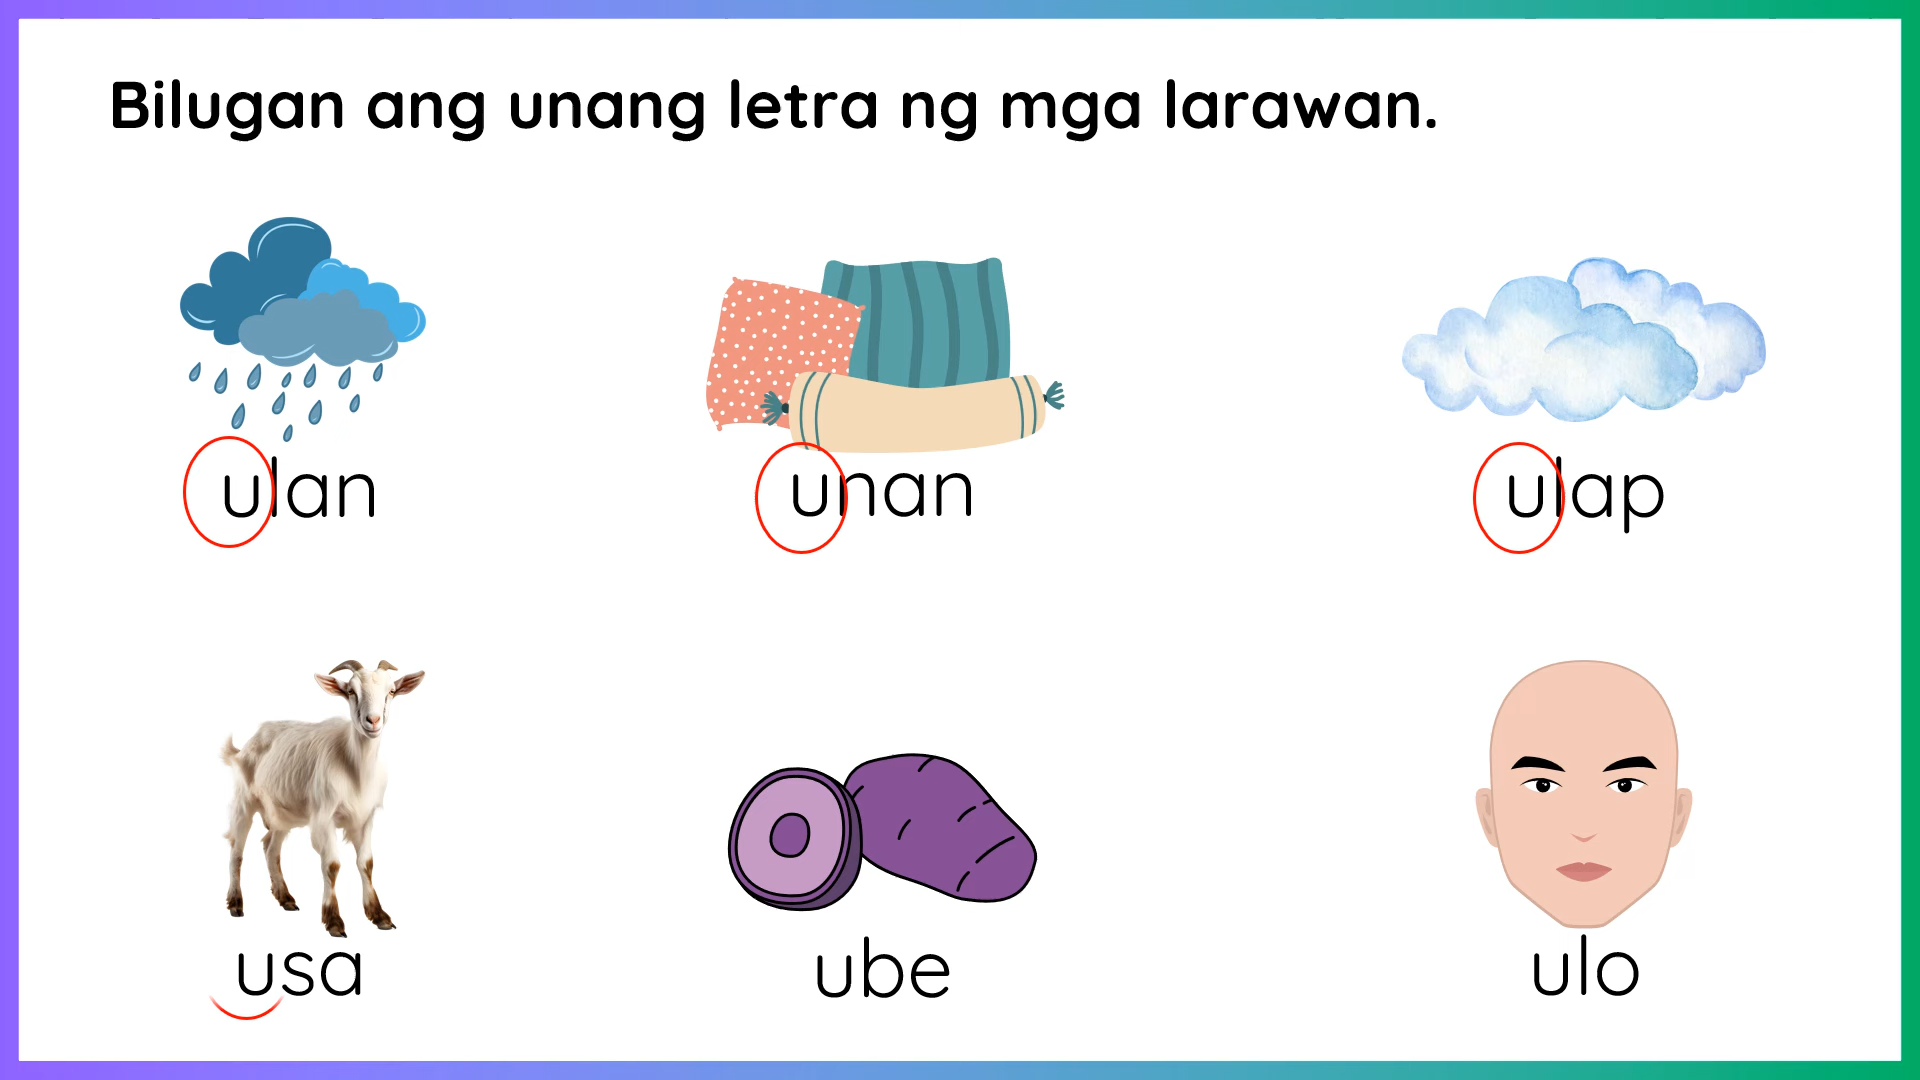 Bilugan ang unang letra ng mga larawan.
ulan
unan
ulap
usa
ube
ulo